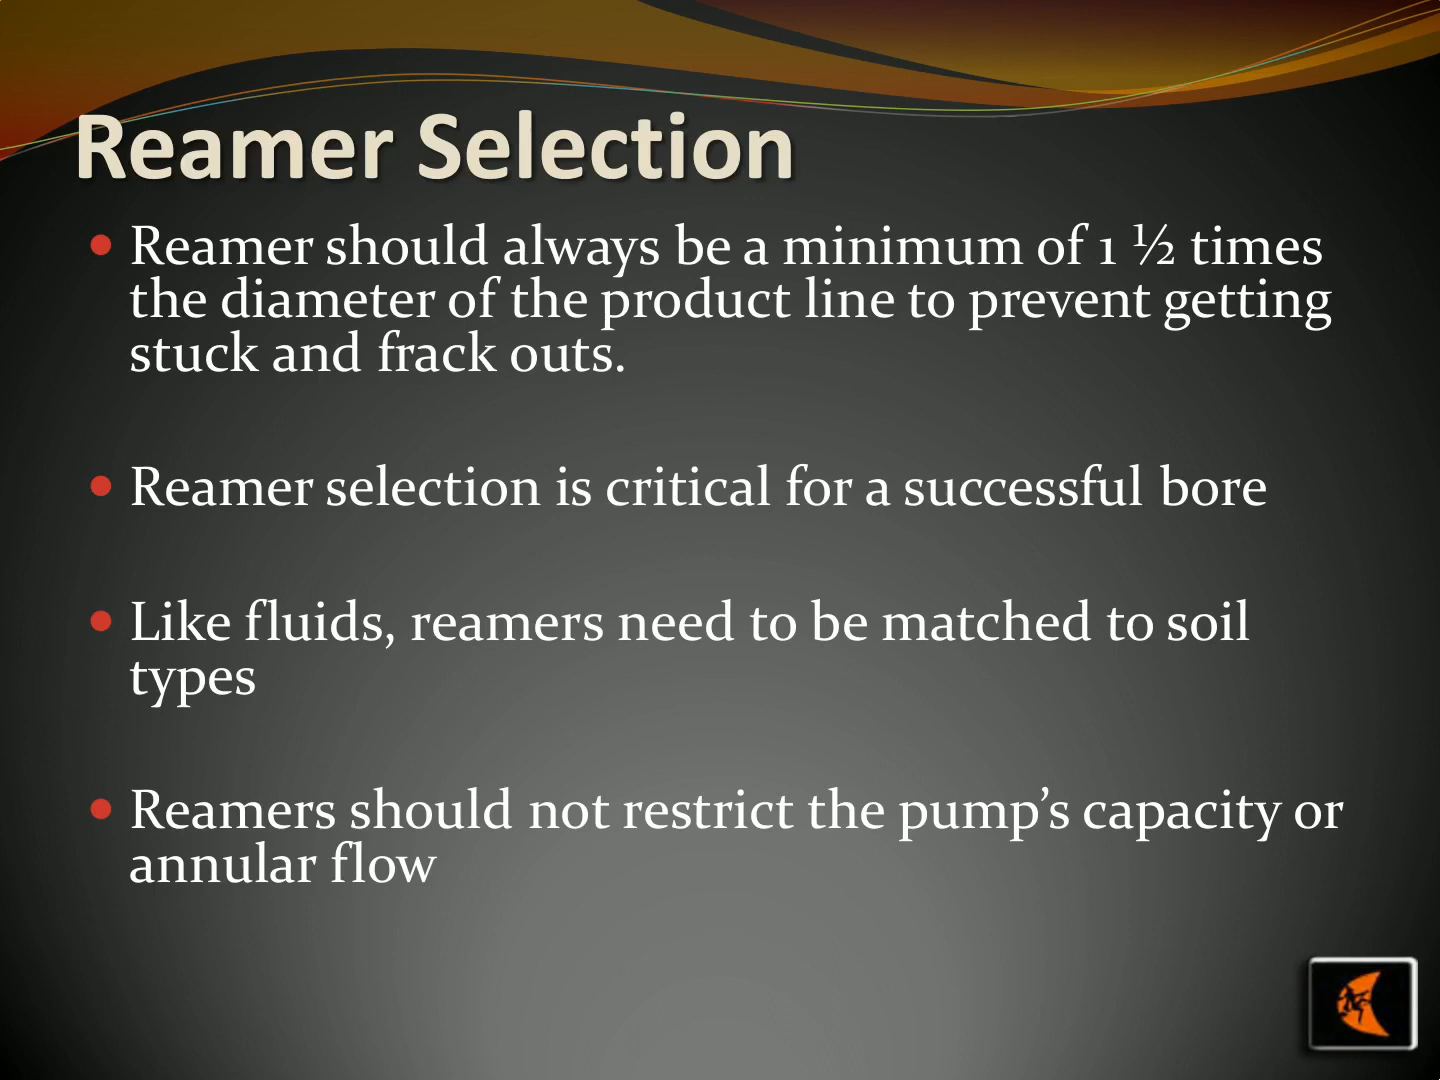 Reamer Selection
Reamer should always be a minimum of 1 ½ times
the diameter of the product line to prevent getting
stuck and frack outs.
Reamer selection is critical for a successful bore
Like fluids, reamers need to be matched to soil
types
Reamers should not restrict the pump’s capacity or
annular flow